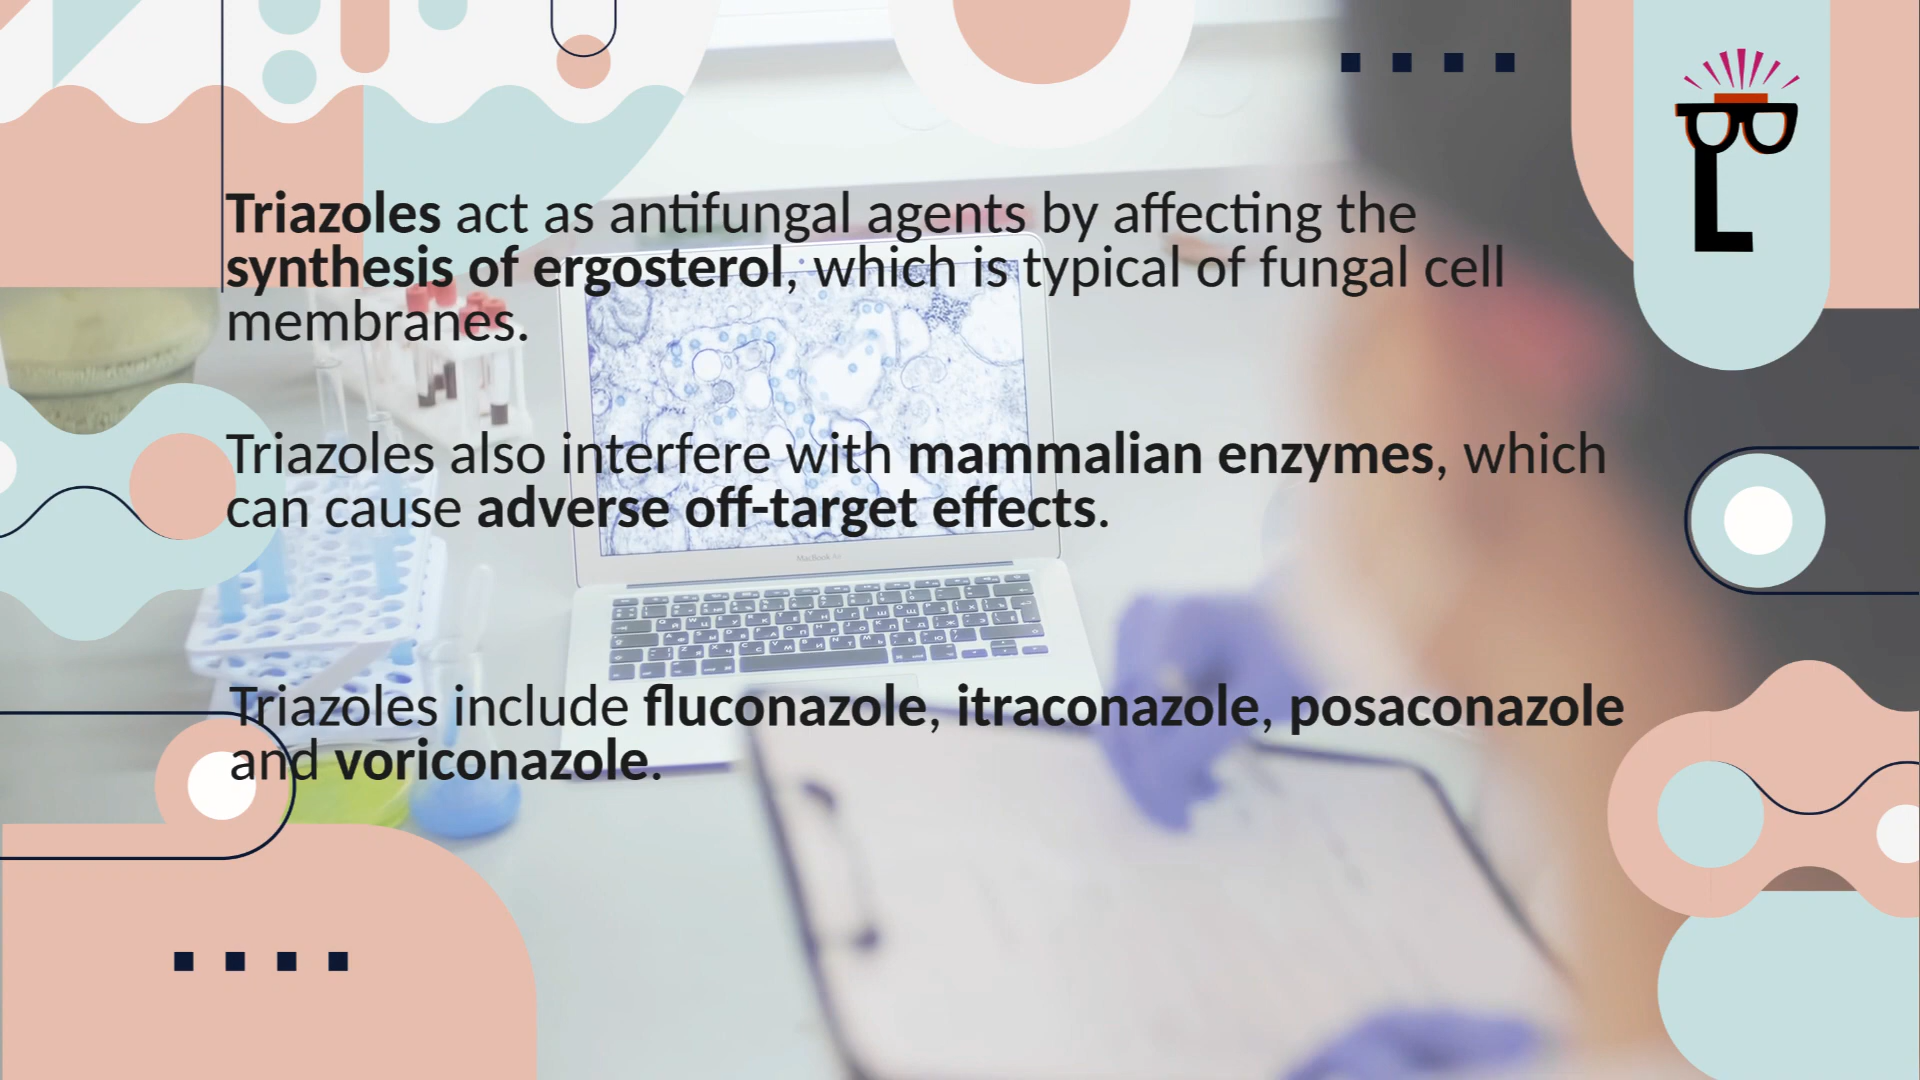 Triazoles act as antifungal agents by affecting the
synthesis of ergosterol, which is typical of fungal cell
membranes.
Triazoles also interfere with mammalian enzymes, which
can cause adverse off-target effects.
MacBook Air
Triazoles include fluconazole, itraconazole, posaconazole
and voriconazole.